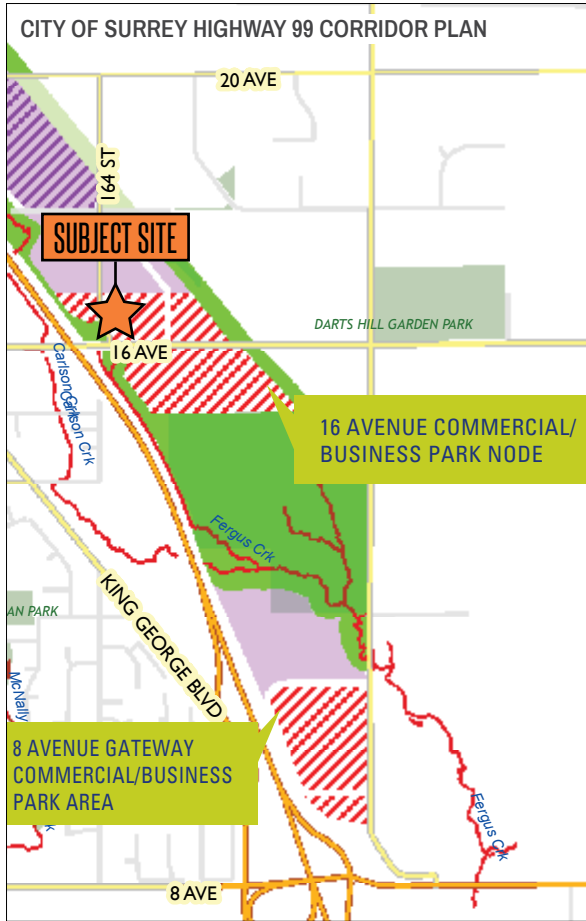 CITY OF SURREY HIGHWAY 99 CORRIDOR PLAN
20 AVE
164 ST
SUBJECT SITE
DARTS HILL GARDEN PARK
16 AVE
Carlson Crk
Carlson Crk
16 AVENUE COMMERCIAL/
BUSINESS PARK NODE
Fergus Crk
KING GEORGE BLVD
AN PARK
McNally
8 AVENUE GATEWAY
COMMERCIAL/BUSINESS
PARK AREA
Fergus Crk
8 AVE